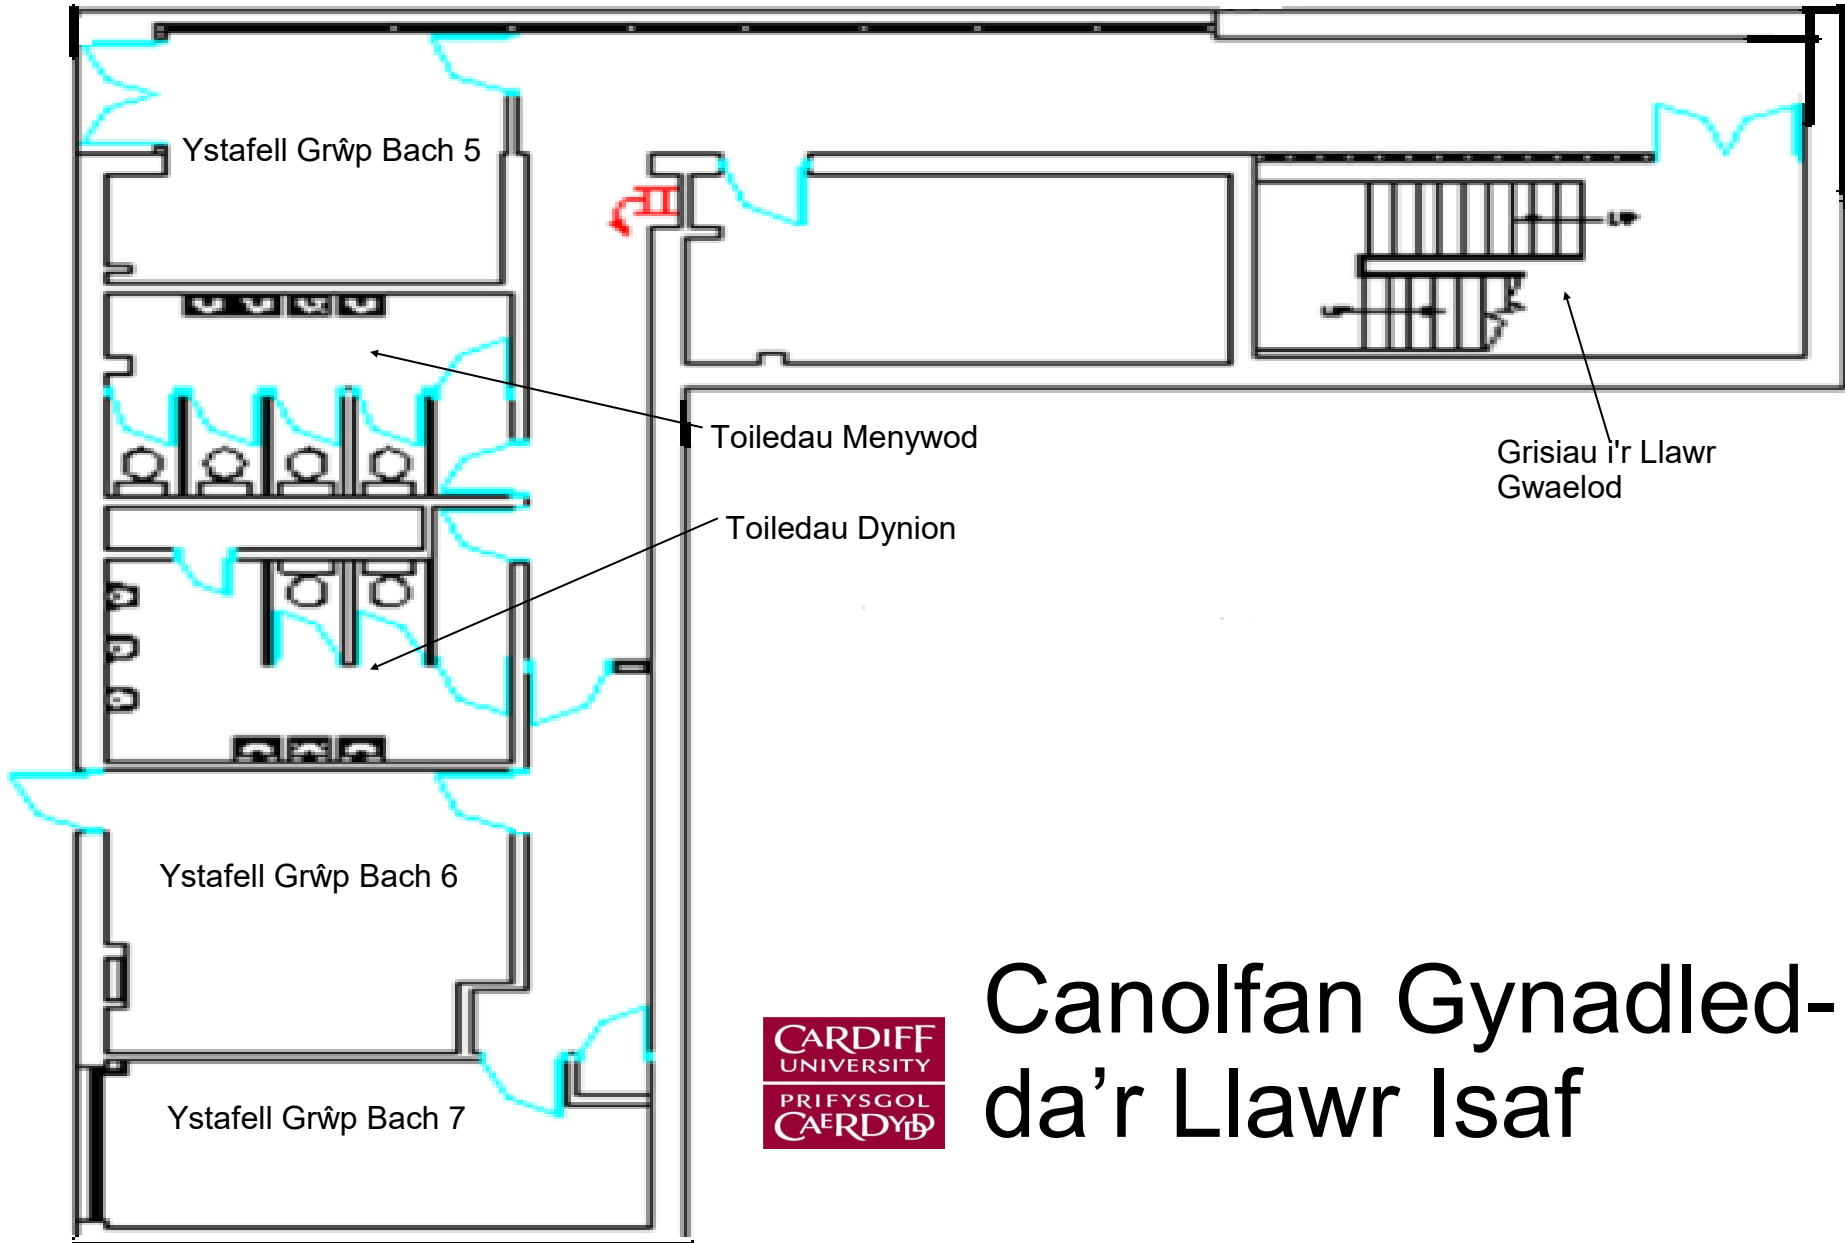 Ystafell Grŵp Bach 5
Toiledau Menywod
Grisiau i'r Llawr
Gwaelod
Toiledau Dynion
Ystafell Grŵp Bach 6
Ystafell Grŵp Bach 7
CARDIFF
UNIVERSITY
PRIFYSGOL
CAERDYDD
Canolfan Gynadled-
da’r Llawr Isaf